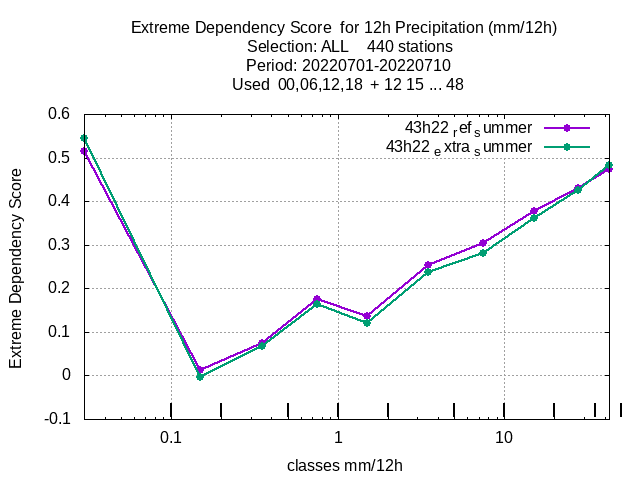 Extreme Dependency Score  for 12h Precipitation (mm/12h)
Selection: ALL    440 stations
Period: 20220701-20220710
Used  00,06,12,18  + 12 15 ... 48
43h22 ref summer
43h22 extra summer
Extreme Dependency Score
0.6
0.5
0.4
0.3
0.2
0.1
0
-0.1
0.1
1
10
classes mm/12h